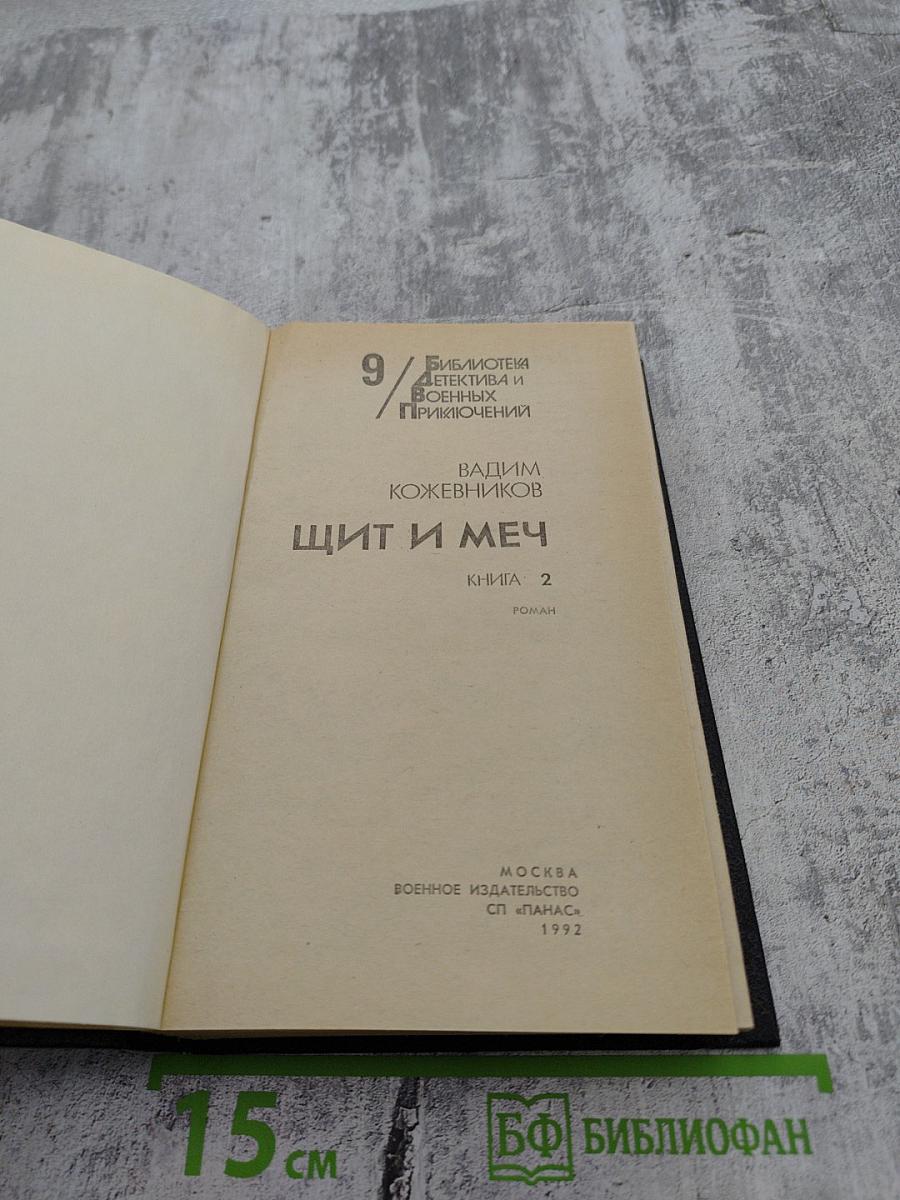 9 / БИБЛИОТЕКА
ДЕТЕКТИВА И
ВОЕННЫХ
ПРИКЛЮЧЕНИЙ
ВАДИМ
КОЖЕВНИКОВ
ЩИТ И МЕЧ
КНИГА 2
РОМАН
МОСКВА
ВОЕННОЕ ИЗДАТЕЛЬСТВО
СП «ПАНАС»
1992
15 см
БФ БИБЛИОФАН